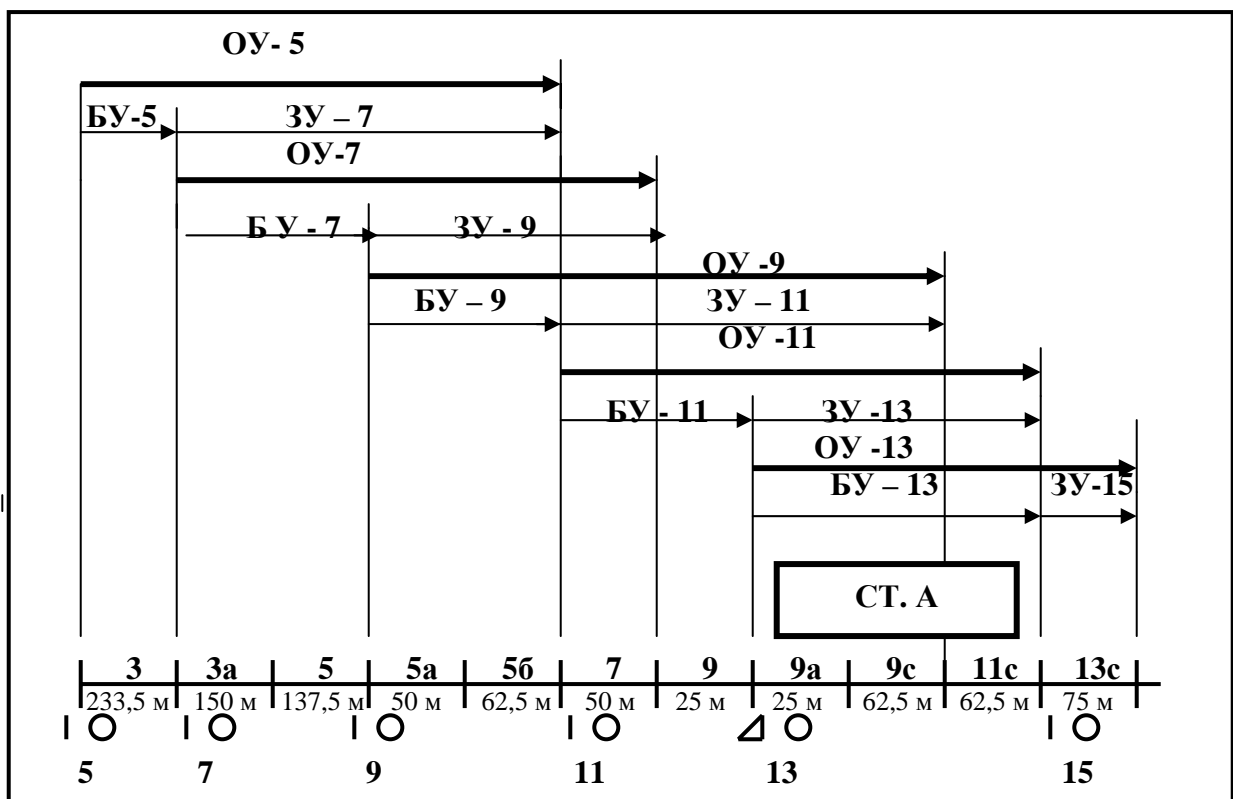 ОУ- 5
БУ-5 ЗУ – 7
ОУ-7
Б У - 7 ЗУ - 9
ОУ -9
БУ – 9 ЗУ – 11
ОУ -11
БУ - 11 ЗУ -13
ОУ -13
БУ – 13 ЗУ-15
СТ. А
3 3а 5 5а 5б 7 9 9а 9с 11с 13с
233,5 м 150 м 137,5 м 50 м 62,5 м 50 м 25 м 25 м 62,5 м 62,5 м 75 м
5 7 9 11 13 15